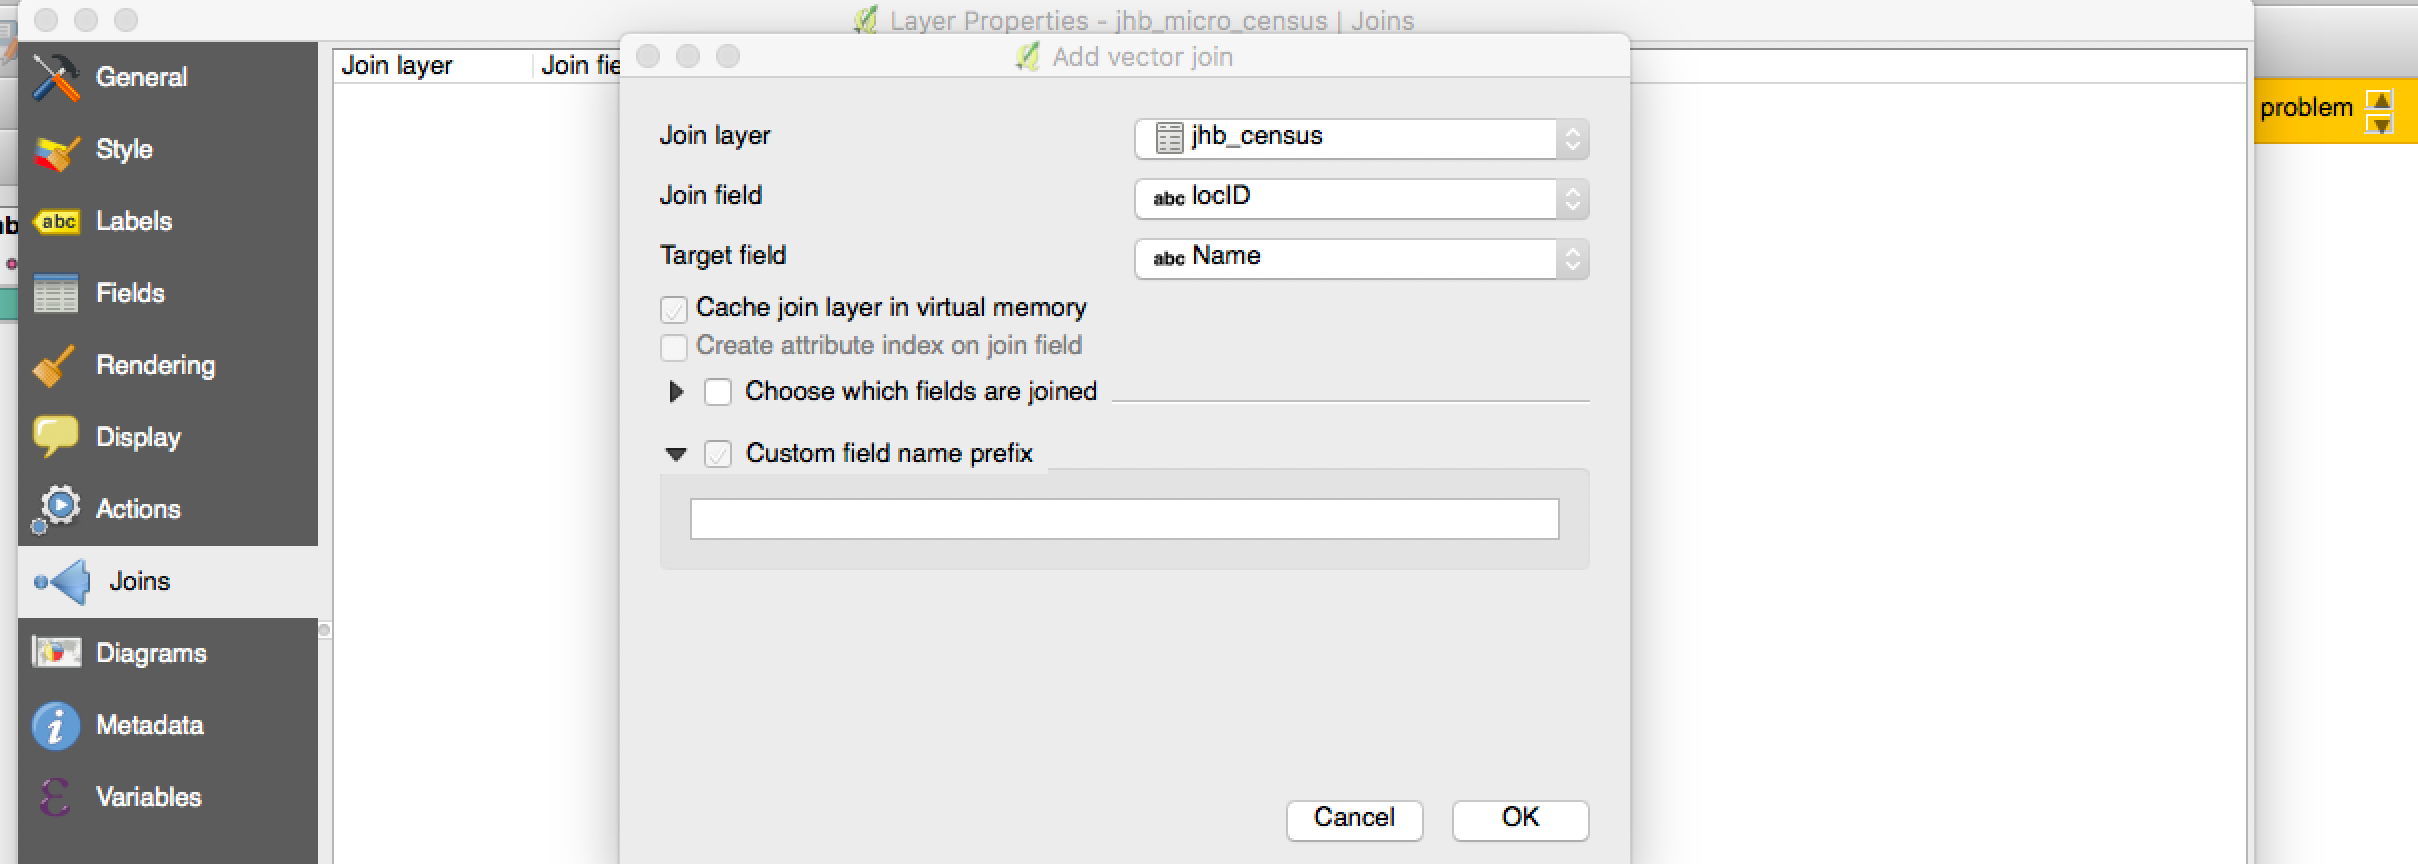 Layer Properties - jhb_micro_census | Joins
Add vector join
General
Style
abc Labels
Fields
Rendering
Display
Actions
Joins
Diagrams
Metadata
Variables
Join layer Join fie
Join layer jhb_census
Join field abc locID
Target field abc Name
Cache join layer in virtual memory
Create attribute index on join field
Choose which fields are joined
Custom field name prefix
Cancel OK
problem